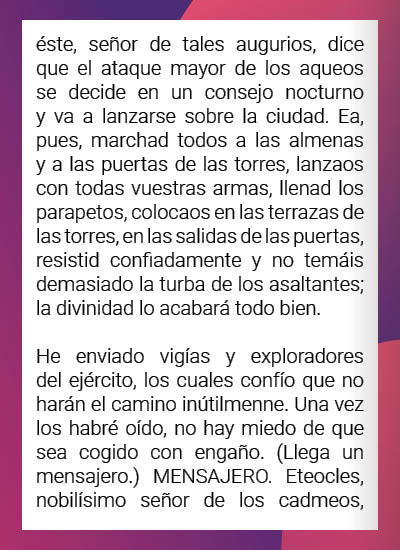 éste, señor de tales augurios, dice
que el ataque mayor de los aqueos
se decide en un consejo nocturno
y va a lanzarse sobre la ciudad. Ea,
pues, marchad todos a las almenas
y a las puertas de las torres, lanzaos
con todas vuestras armas, llenad los
parapetos, colocaos en las terrazas de
las torres, en las salidas de las puertas,
resistid confiadamente y no temáis
demasiado la turba de los asaltantes;
la divinidad lo acabará todo bien.
He enviado vigías y exploradores
del ejército, los cuales confío que no
harán el camino inútilmenne. Una vez
los habré oído, no hay miedo de que
sea cogido con engaño. (Llega un
mensajero.) MENSAJERO. Eteocles,
nobilísimo señor de los cadmeos,